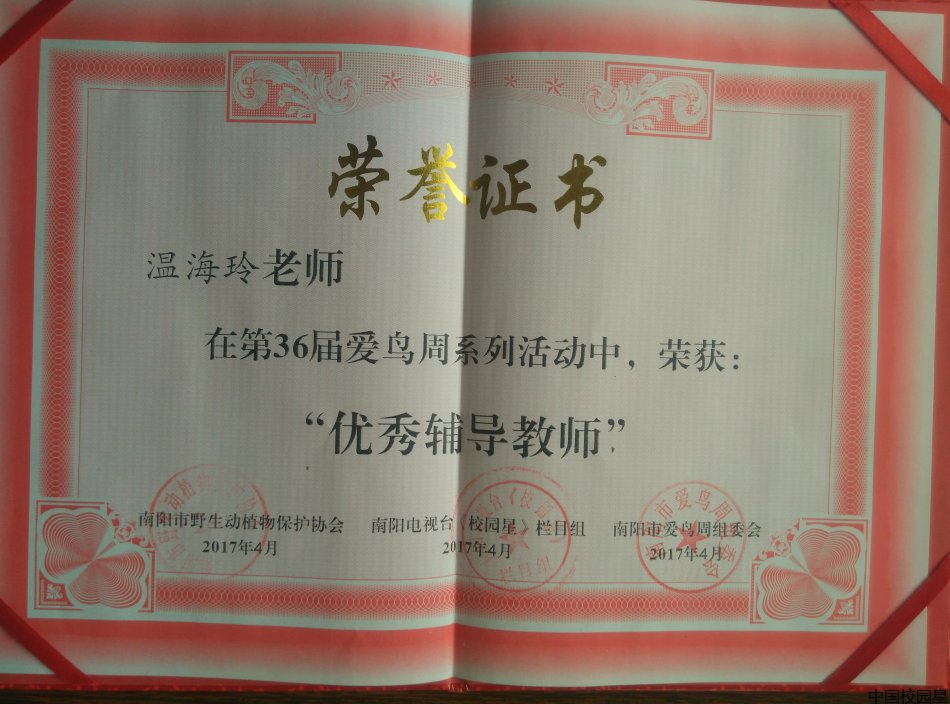 荣誉证书
温海玲老师
在第36届爱鸟周系列活动中，荣获：
“优秀辅导教师”
南阳市野生动植物保护协会 南阳电视台《校园星》栏目组 南阳市爱鸟周组委会
2017年4月 2017年4月 2017年4月
中国校园星